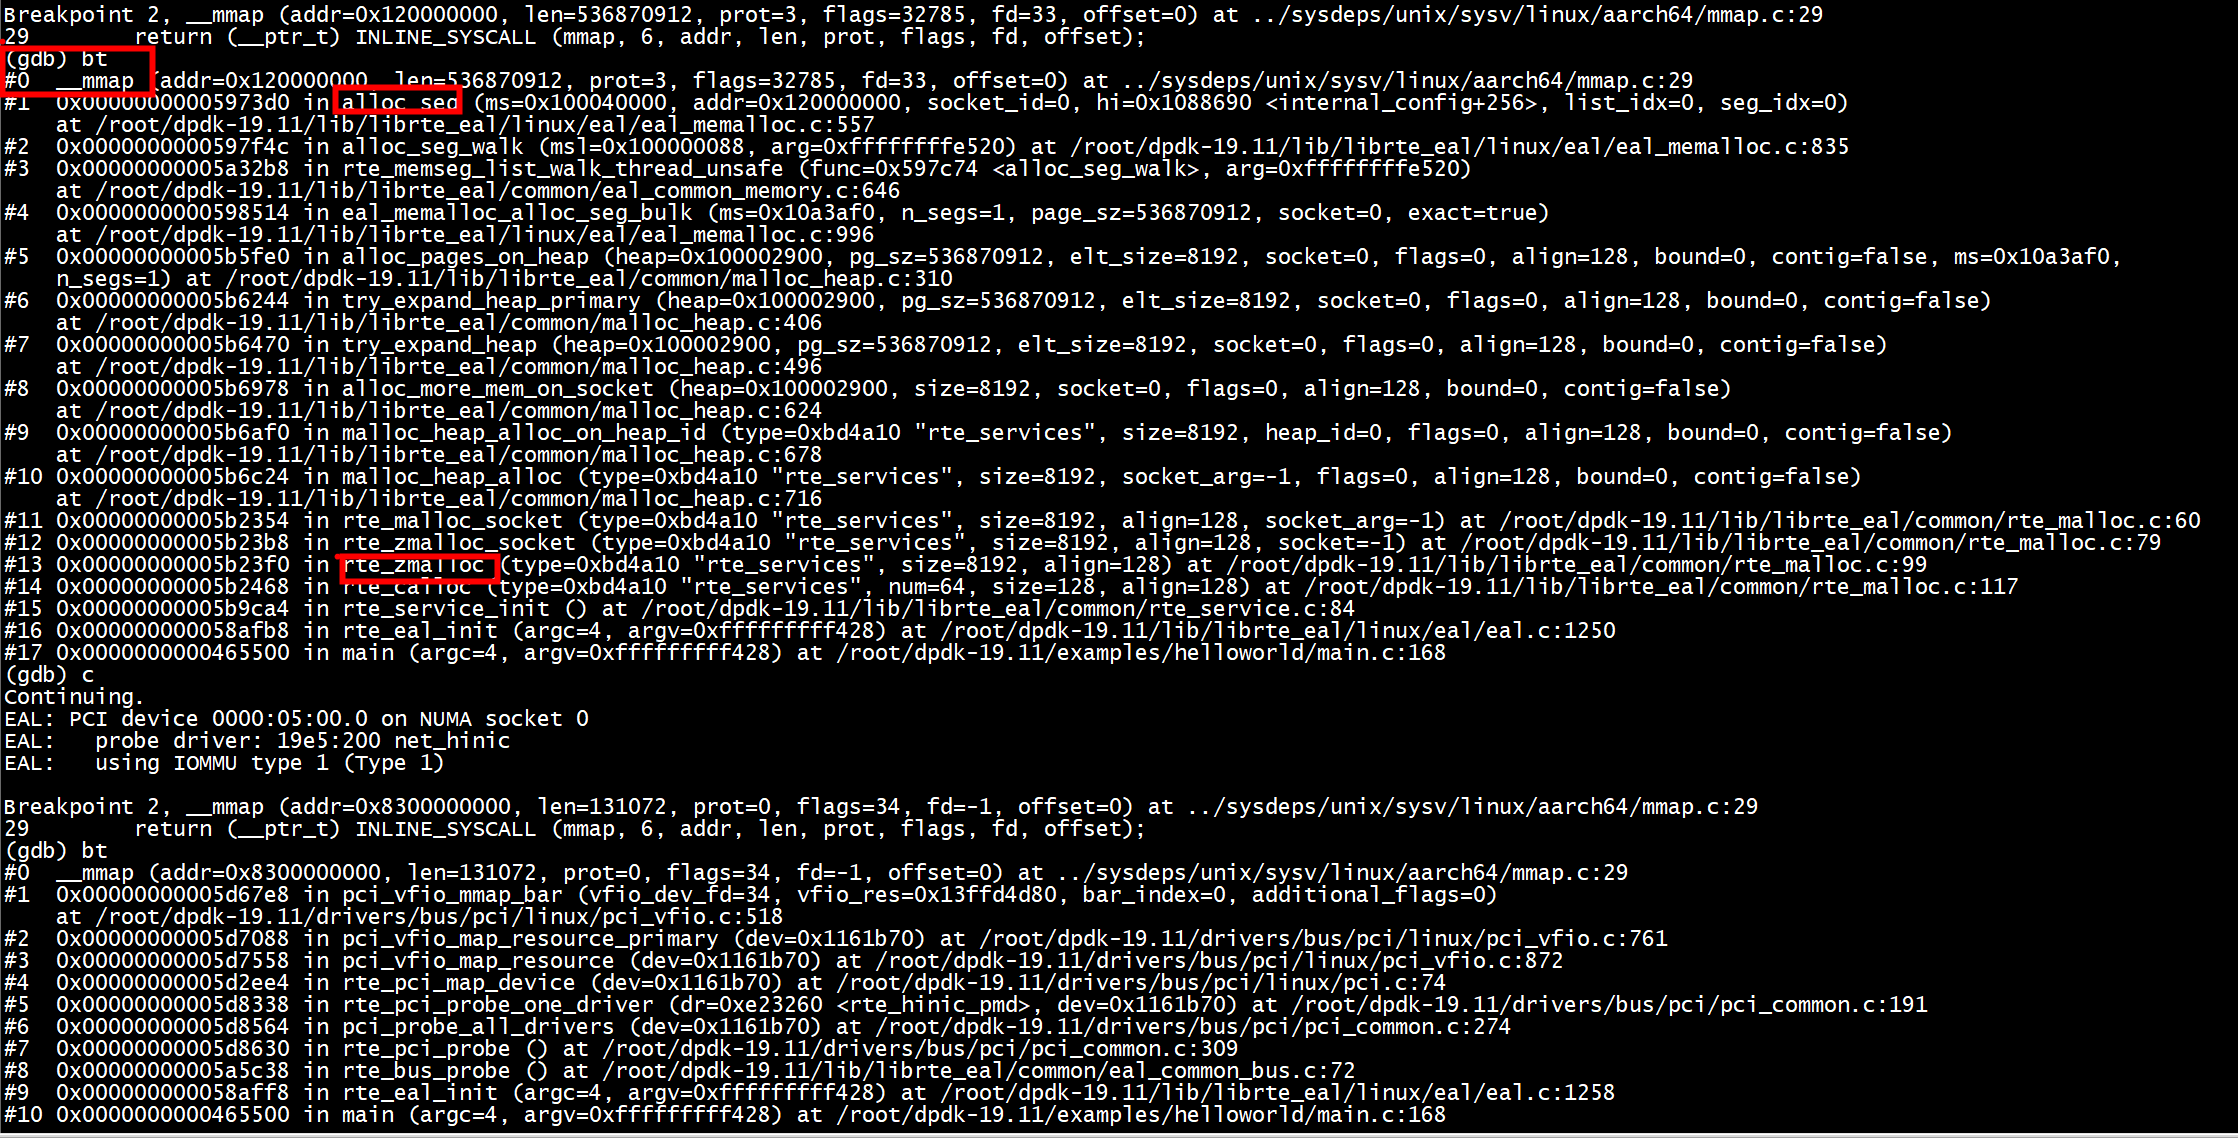 Breakpoint 2, __mmap (addr=0x120000000, len=536870912, prot=3, flags=32785, fd=33, offset=0) at ../sysdeps/unix/sysv/linux/aarch64/mmap.c:29
29        return (__ptr_t) INLINE_SYSCALL (mmap, 6, addr, len, prot, flags, fd, offset);
(gdb) bt
#0  __mmap (addr=0x120000000, len=536870912, prot=3, flags=32785, fd=33, offset=0) at ../sysdeps/unix/sysv/linux/aarch64/mmap.c:29
#1  0x00000000005973d0 in alloc_seg (ms=0x100040000, addr=0x120000000, socket_id=0, hi=0x1088690 <internal_config+256>, list_idx=0, seg_idx=0)
    at /root/dpdk-19.11/lib/librte_eal/linux/eal/eal_memalloc.c:557
#2  0x0000000000597f4c in alloc_seg_walk (msl=0x100000088, arg=0xffffffffe520) at /root/dpdk-19.11/lib/librte_eal/linux/eal/eal_memalloc.c:835
#3  0x00000000005a32b8 in rte_memseg_list_walk_thread_unsafe (func=0x597c74 <alloc_seg_walk>, arg=0xffffffffe520)
    at /root/dpdk-19.11/lib/librte_eal/common/eal_common_memory.c:646
#4  0x0000000000598514 in eal_memalloc_alloc_seg_bulk (ms=0x10a3af0, n_segs=1, page_sz=536870912, socket=0, exact=true)
    at /root/dpdk-19.11/lib/librte_eal/linux/eal/eal_memalloc.c:996
#5  0x00000000005b5fe0 in alloc_pages_on_heap (heap=0x100002900, pg_sz=536870912, elt_size=8192, socket=0, flags=0, align=128, bound=0, contig=false, ms=0x10a3af0,
    n_segs=1) at /root/dpdk-19.11/lib/librte_eal/common/malloc_heap.c:310
#6  0x00000000005b6244 in try_expand_heap_primary (heap=0x100002900, pg_sz=536870912, elt_size=8192, socket=0, flags=0, align=128, bound=0, contig=false)
    at /root/dpdk-19.11/lib/librte_eal/common/malloc_heap.c:406
#7  0x00000000005b6470 in try_expand_heap (heap=0x100002900, pg_sz=536870912, elt_size=8192, socket=0, flags=0, align=128, bound=0, contig=false)
    at /root/dpdk-19.11/lib/librte_eal/common/malloc_heap.c:496
#8  0x00000000005b6978 in alloc_more_mem_on_socket (heap=0x100002900, size=8192, socket=0, flags=0, align=128, bound=0, contig=false)
    at /root/dpdk-19.11/lib/librte_eal/common/malloc_heap.c:624
#9  0x00000000005b6af0 in malloc_heap_alloc_on_heap_id (type=0xbd4a10 "rte_services", size=8192, heap_id=0, flags=0, align=128, bound=0, contig=false)
    at /root/dpdk-19.11/lib/librte_eal/common/malloc_heap.c:678
#10 0x00000000005b6c24 in malloc_heap_alloc (type=0xbd4a10 "rte_services", size=8192, socket_arg=-1, flags=0, align=128, bound=0, contig=false)
    at /root/dpdk-19.11/lib/librte_eal/common/malloc_heap.c:716
#11 0x00000000005b2354 in rte_malloc_socket (type=0xbd4a10 "rte_services", size=8192, align=128, socket_arg=-1) at /root/dpdk-19.11/lib/librte_eal/common/rte_malloc.c:60
#12 0x00000000005b23b8 in rte_zmalloc_socket (type=0xbd4a10 "rte_services", size=8192, align=128, socket=-1) at /root/dpdk-19.11/lib/librte_eal/common/rte_malloc.c:79
#13 0x00000000005b23f0 in rte_zmalloc (type=0xbd4a10 "rte_services", size=8192, align=128) at /root/dpdk-19.11/lib/librte_eal/common/rte_malloc.c:99
#14 0x00000000005b2468 in rte_calloc (type=0xbd4a10 "rte_services", num=64, size=128, align=128) at /root/dpdk-19.11/lib/librte_eal/common/rte_malloc.c:117
#15 0x00000000005b9ca4 in rte_service_init () at /root/dpdk-19.11/lib/librte_eal/common/rte_service.c:84
#16 0x000000000058afb8 in rte_eal_init (argc=4, argv=0xfffffffff428) at /root/dpdk-19.11/lib/librte_eal/linux/eal/eal.c:1250
#17 0x0000000000465500 in main (argc=4, argv=0xfffffffff428) at /root/dpdk-19.11/examples/helloworld/main.c:168
(gdb) c
Continuing.
EAL: PCI device 0000:05:00.0 on NUMA socket 0
EAL:   probe driver: 19e5:200 net_hinic
EAL:   using IOMMU type 1 (Type 1)
Breakpoint 2, __mmap (addr=0x8300000000, len=131072, prot=0, flags=34, fd=-1, offset=0) at ../sysdeps/unix/sysv/linux/aarch64/mmap.c:29
29        return (__ptr_t) INLINE_SYSCALL (mmap, 6, addr, len, prot, flags, fd, offset);
(gdb) bt
#0  __mmap (addr=0x8300000000, len=131072, prot=0, flags=34, fd=-1, offset=0) at ../sysdeps/unix/sysv/linux/aarch64/mmap.c:29
#1  0x00000000005d67e8 in pci_vfio_mmap_bar (vfio_dev_fd=34, vfio_res=0x13ffd4d80, bar_index=0, additional_flags=0)
    at /root/dpdk-19.11/drivers/bus/pci/linux/pci_vfio.c:518
#2  0x00000000005d7088 in pci_vfio_map_resource_primary (dev=0x1161b70) at /root/dpdk-19.11/drivers/bus/pci/linux/pci_vfio.c:761
#3  0x00000000005d7558 in pci_vfio_map_resource (dev=0x1161b70) at /root/dpdk-19.11/drivers/bus/pci/linux/pci_vfio.c:872
#4  0x00000000005d2ee4 in rte_pci_map_device (dev=0x1161b70) at /root/dpdk-19.11/drivers/bus/pci/linux/pci.c:74
#5  0x00000000005d8338 in rte_pci_probe_one_driver (dr=0xe23260 <rte_hinic_pmd>, dev=0x1161b70) at /root/dpdk-19.11/drivers/bus/pci/pci_common.c:191
#6  0x00000000005d8564 in pci_probe_all_drivers (dev=0x1161b70) at /root/dpdk-19.11/drivers/bus/pci/pci_common.c:274
#7  0x00000000005d8630 in rte_pci_probe () at /root/dpdk-19.11/drivers/bus/pci/pci_common.c:309
#8  0x00000000005a5c38 in rte_bus_probe () at /root/dpdk-19.11/lib/librte_eal/common/eal_common_bus.c:72
#9  0x000000000058aff8 in rte_eal_init (argc=4, argv=0xfffffffff428) at /root/dpdk-19.11/lib/librte_eal/linux/eal/eal.c:1258
#10 0x0000000000465500 in main (argc=4, argv=0xfffffffff428) at /root/dpdk-19.11/examples/helloworld/main.c:168